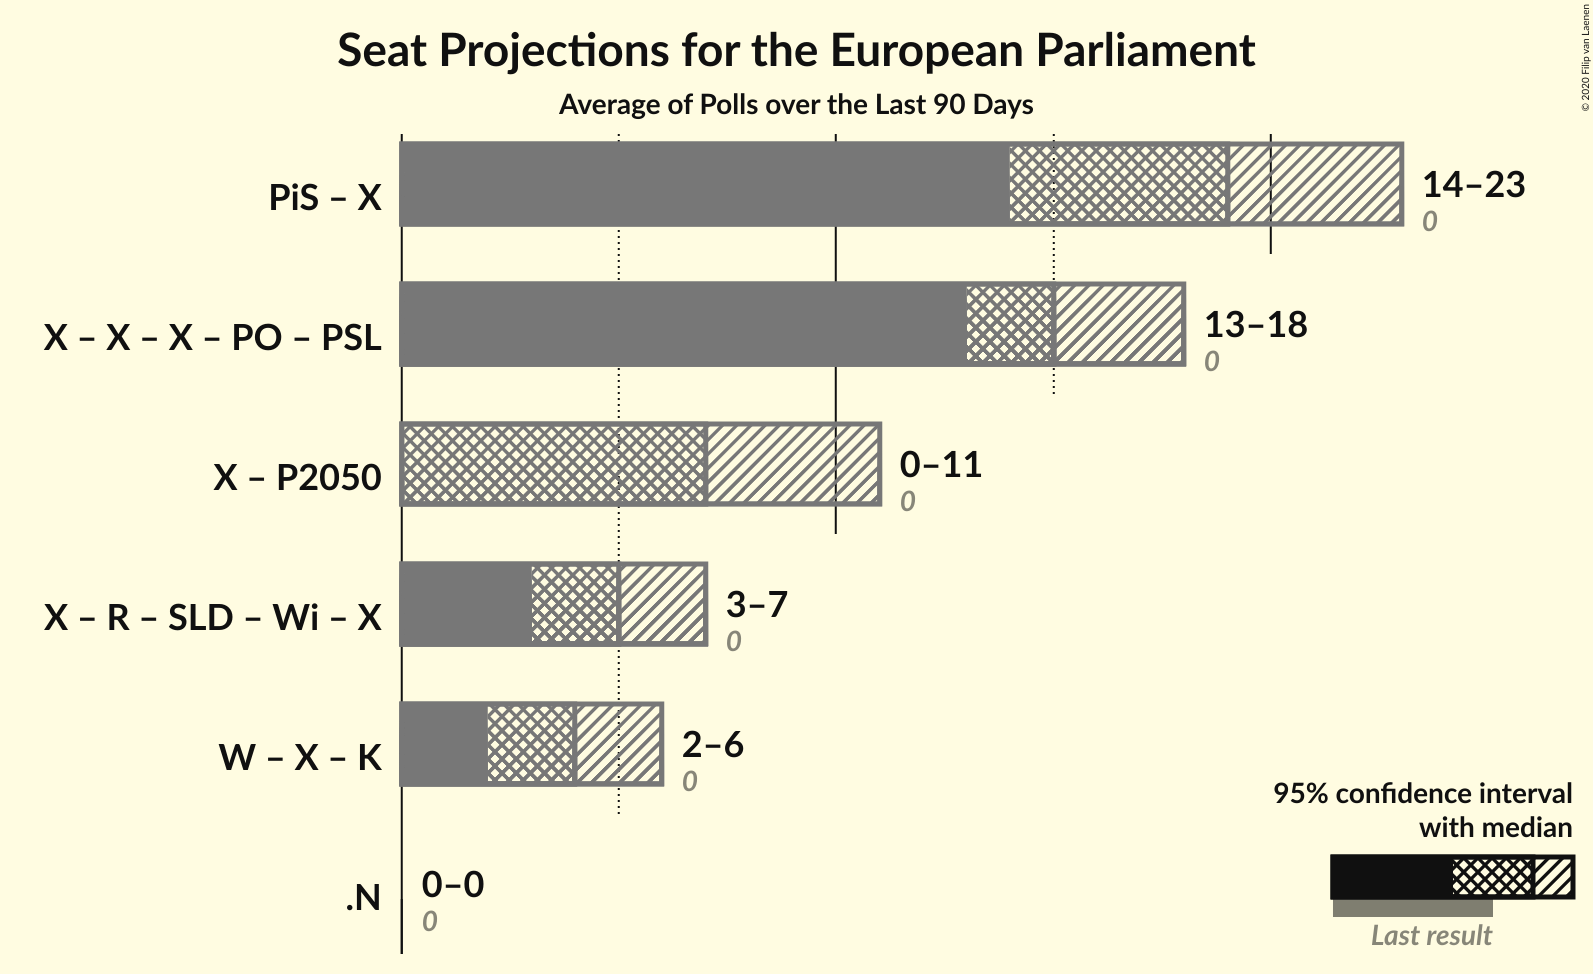 Seat Projections for the European Parliament
Average of Polls over the Last 90 Days
© 2020 Filip van Laenen
PiS – X
14–23
0
X – X – X – PO – PSL
13–18
0
X – P2050
0–11
0
X – R – SLD – Wi – X
3–7
0
W – X – K
2–6
0
.N
0–0
0
95% confidence interval
with median
Last result